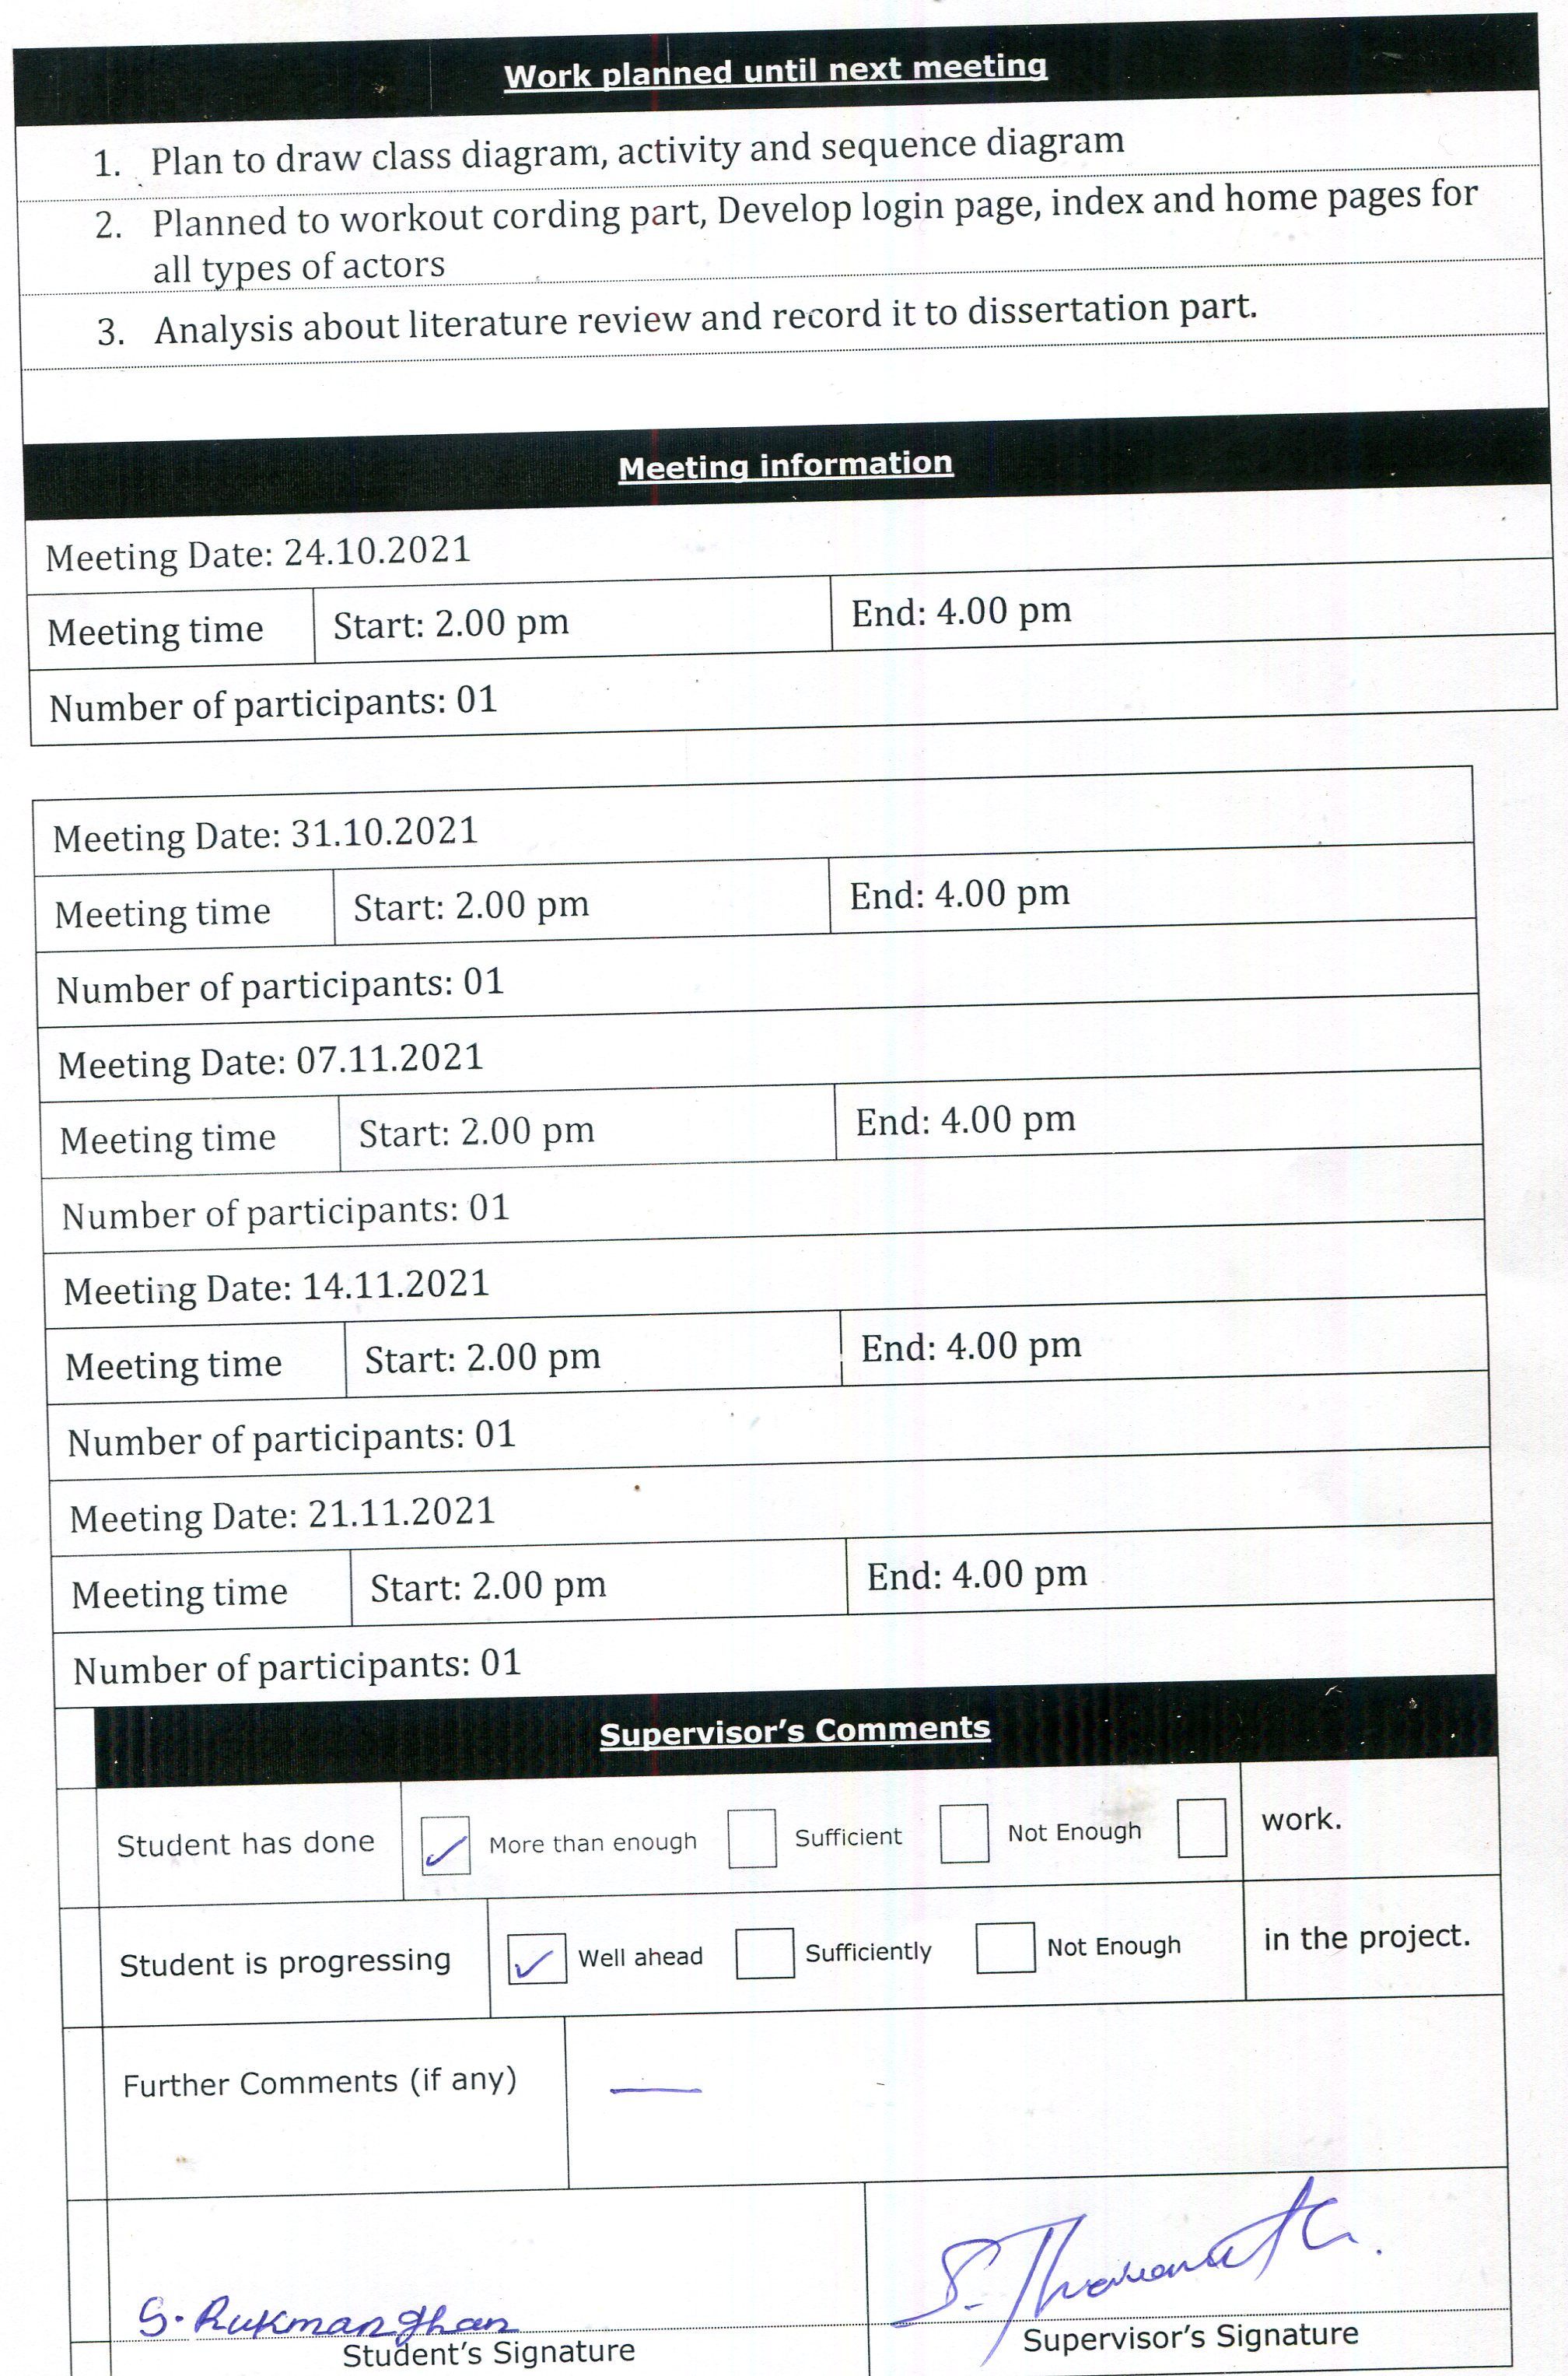 Work planned until next meeting
1. Plan to draw class diagram, activity and sequence diagram
2. Planned to workout cording part, Develop login page, index and home pages for
all types of actors
3. Analysis about literature review and record it to dissertation part.
Meeting information
Meeting Date: 24.10.2021
Meeting time Start: 2.00 pm End: 4.00 pm
Number of participants: 01
Meeting Date: 31.10.2021
Meeting time Start: 2.00 pm End: 4.00 pm
Number of participants: 01
Meeting Date: 07.11.2021
Meeting time Start: 2.00 pm End: 4.00 pm
Number of participants: 01
Meeting Date: 14.11.2021
Meeting time Start: 2.00 pm End: 4.00 pm
Number of participants: 01
Meeting Date: 21.11.2021
Meeting time Start: 2.00 pm End: 4.00 pm
Number of participants: 01
Supervisor's Comments
Student has done ✓ More than enough Sufficient Not Enough work.
Student is progressing ✓ Well ahead Sufficiently Not Enough in the project.
Further Comments (if any) —
S. Rukmanghan S.
Student's Signature Supervisor's Signature